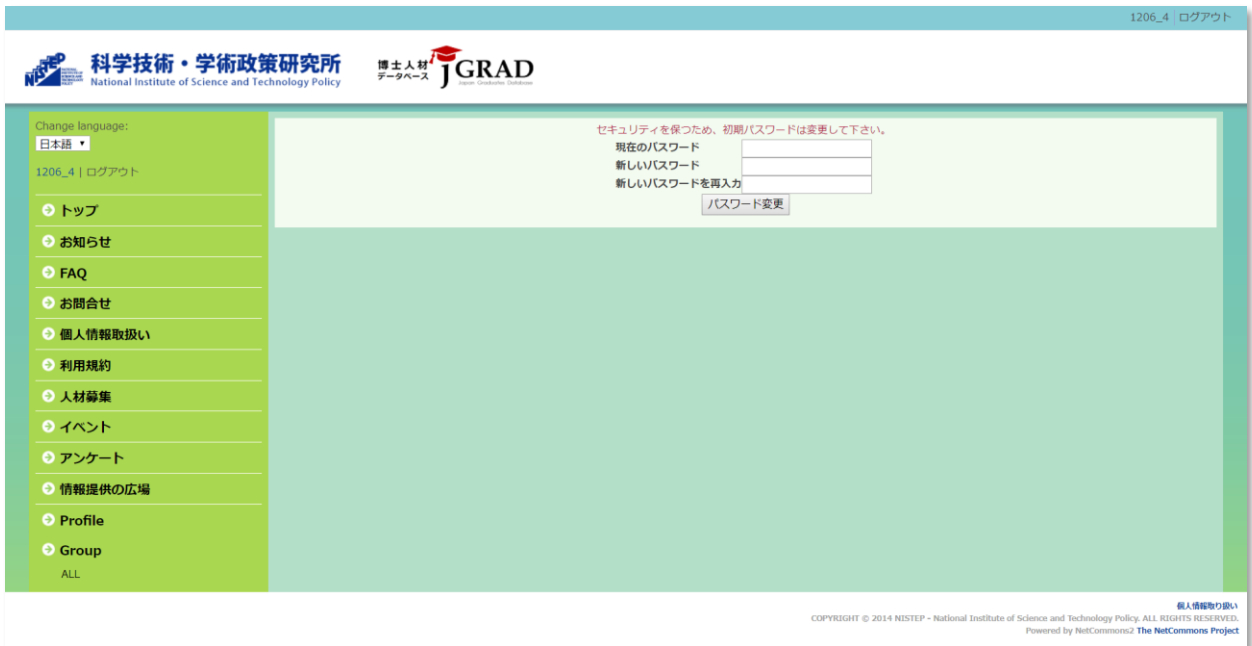 1206_4 | ログアウト
NISTEP
科学技術・学術政策研究所
National Institute of Science and Technology Policy
博士人材
データベース
jGRAD
Japan Graduates Database
Change language:
日本語
1206_4 | ログアウト
トップ
お知らせ
FAQ
お問合せ
個人情報取扱い
利用規約
人材募集
イベント
アンケート
情報提供の広場
Profile
Group
ALL
セキュリティを保つため、初期パスワードは変更して下さい。
現在のパスワード
新しいパスワード
新しいパスワードを再入力
パスワード変更
個人情報取り扱い
COPYRIGHT © 2014 NISTEP - National Institute of Science and Technology Policy. ALL RIGHTS RESERVED.
Powered by NetCommons2 The NetCommons Project